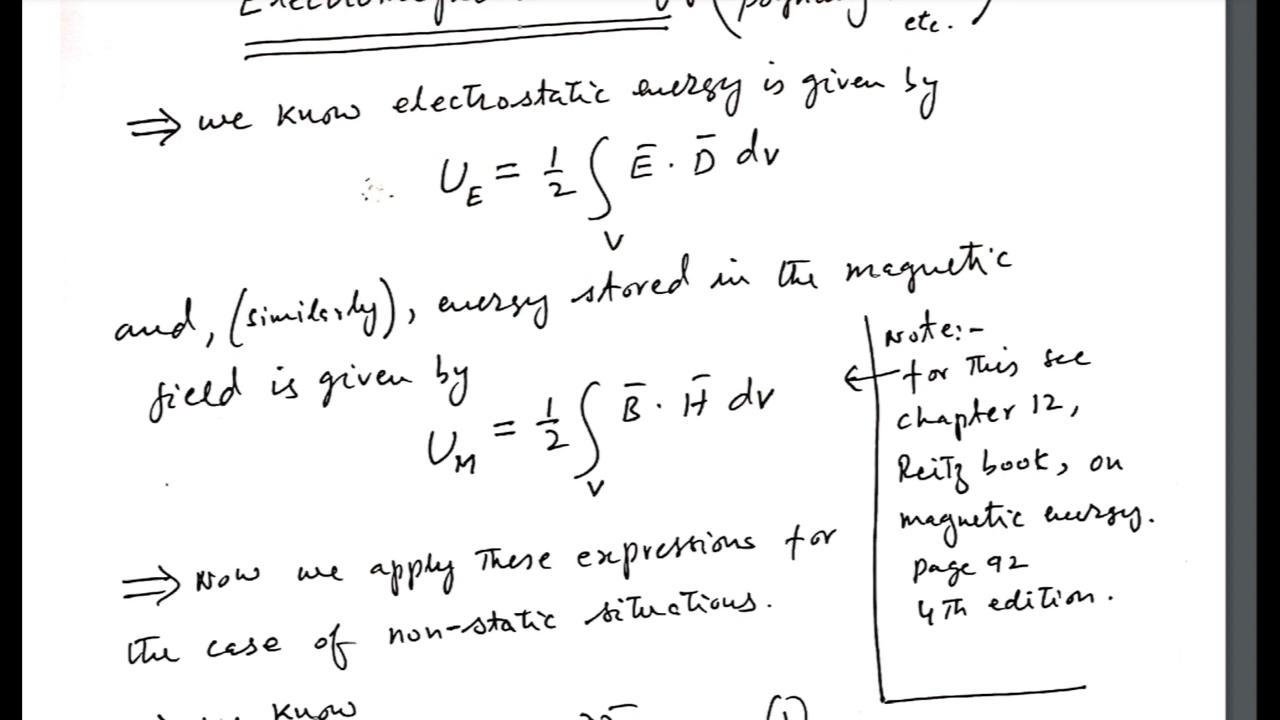 etc.
⇒ we know electrostatic energy is given by
U_E = 1/2 ∫_V Ē · D̄ dv
and, (similarly), energy stored in the magnetic
field is given by
U_M = 1/2 ∫_V B̄ · H̄ dv
Note:-
for this see
chapter 12,
Reitz book, on
magnetic energy.
page 92
4th edition.
⇒ Now we apply these expressions for
the case of non-static situations.
know
(1)